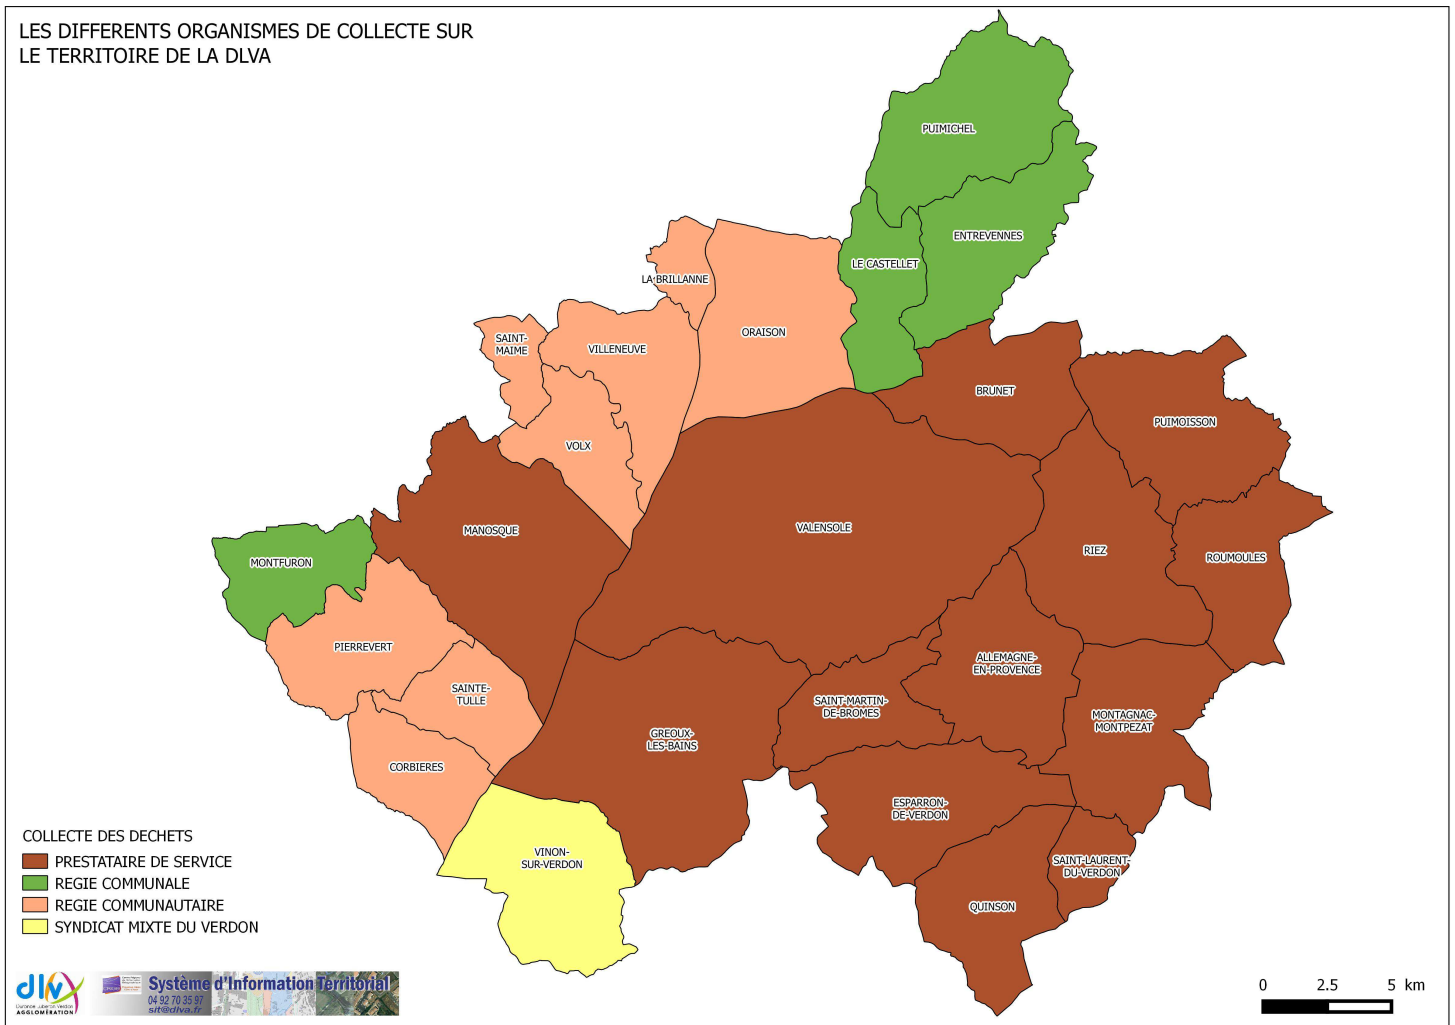 LES DIFFERENTS ORGANISMES DE COLLECTE SUR
LE TERRITOIRE DE LA DLVA
PUIMICHEL
ENTREVENNES
LE CASTELLET
LA BRILLANNE
ORAISON
SAINT-
MAIME
VILLENEUVE
BRUNET
PUIMOISSON
VOLX
MANOSQUE
VALENSOLE
RIEZ
ROUMOULES
MONTFURON
PIERREVERT
SAINTE-
TULLE
ALLEMAGNE-
EN-PROVENCE
SAINT-MARTIN-
DE-BROMES
MONTAGNAC-
MONTPEZAT
GREOUX-
LES-BAINS
CORBIERES
ESPARRON-
DE-VERDON
VINON-
SUR-VERDON
SAINT-LAURENT-
DU-VERDON
QUINSON
COLLECTE DES DECHETS
PRESTATAIRE DE SERVICE
REGIE COMMUNALE
REGIE COMMUNAUTAIRE
SYNDICAT MIXTE DU VERDON
dlva
Durance Luberon Verdon
AGGLOMÉRATION
Système d'Information Territorial
04 92 70 35 97
sit@dlva.fr
0 2.5 5 km